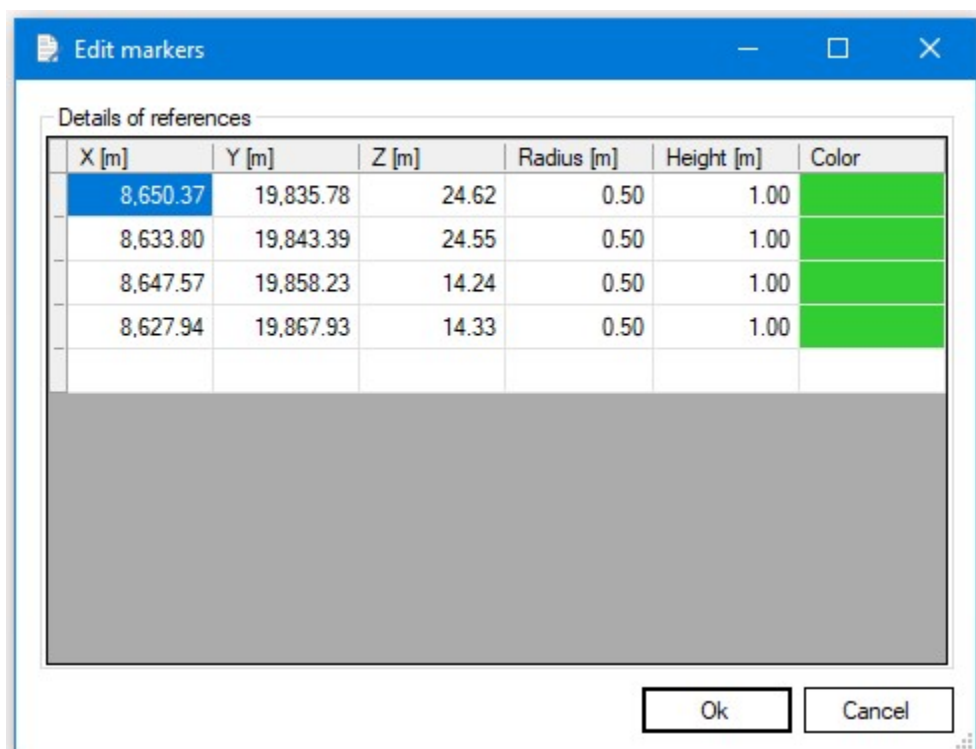 Edit markers
Details of references
X [m] Y [m] Z [m] Radius [m] Height [m] Color
8,650.37 19,835.78 24.62 0.50 1.00
8,633.80 19,843.39 24.55 0.50 1.00
8,647.57 19,858.23 14.24 0.50 1.00
8,627.94 19,867.93 14.33 0.50 1.00
Ok Cancel